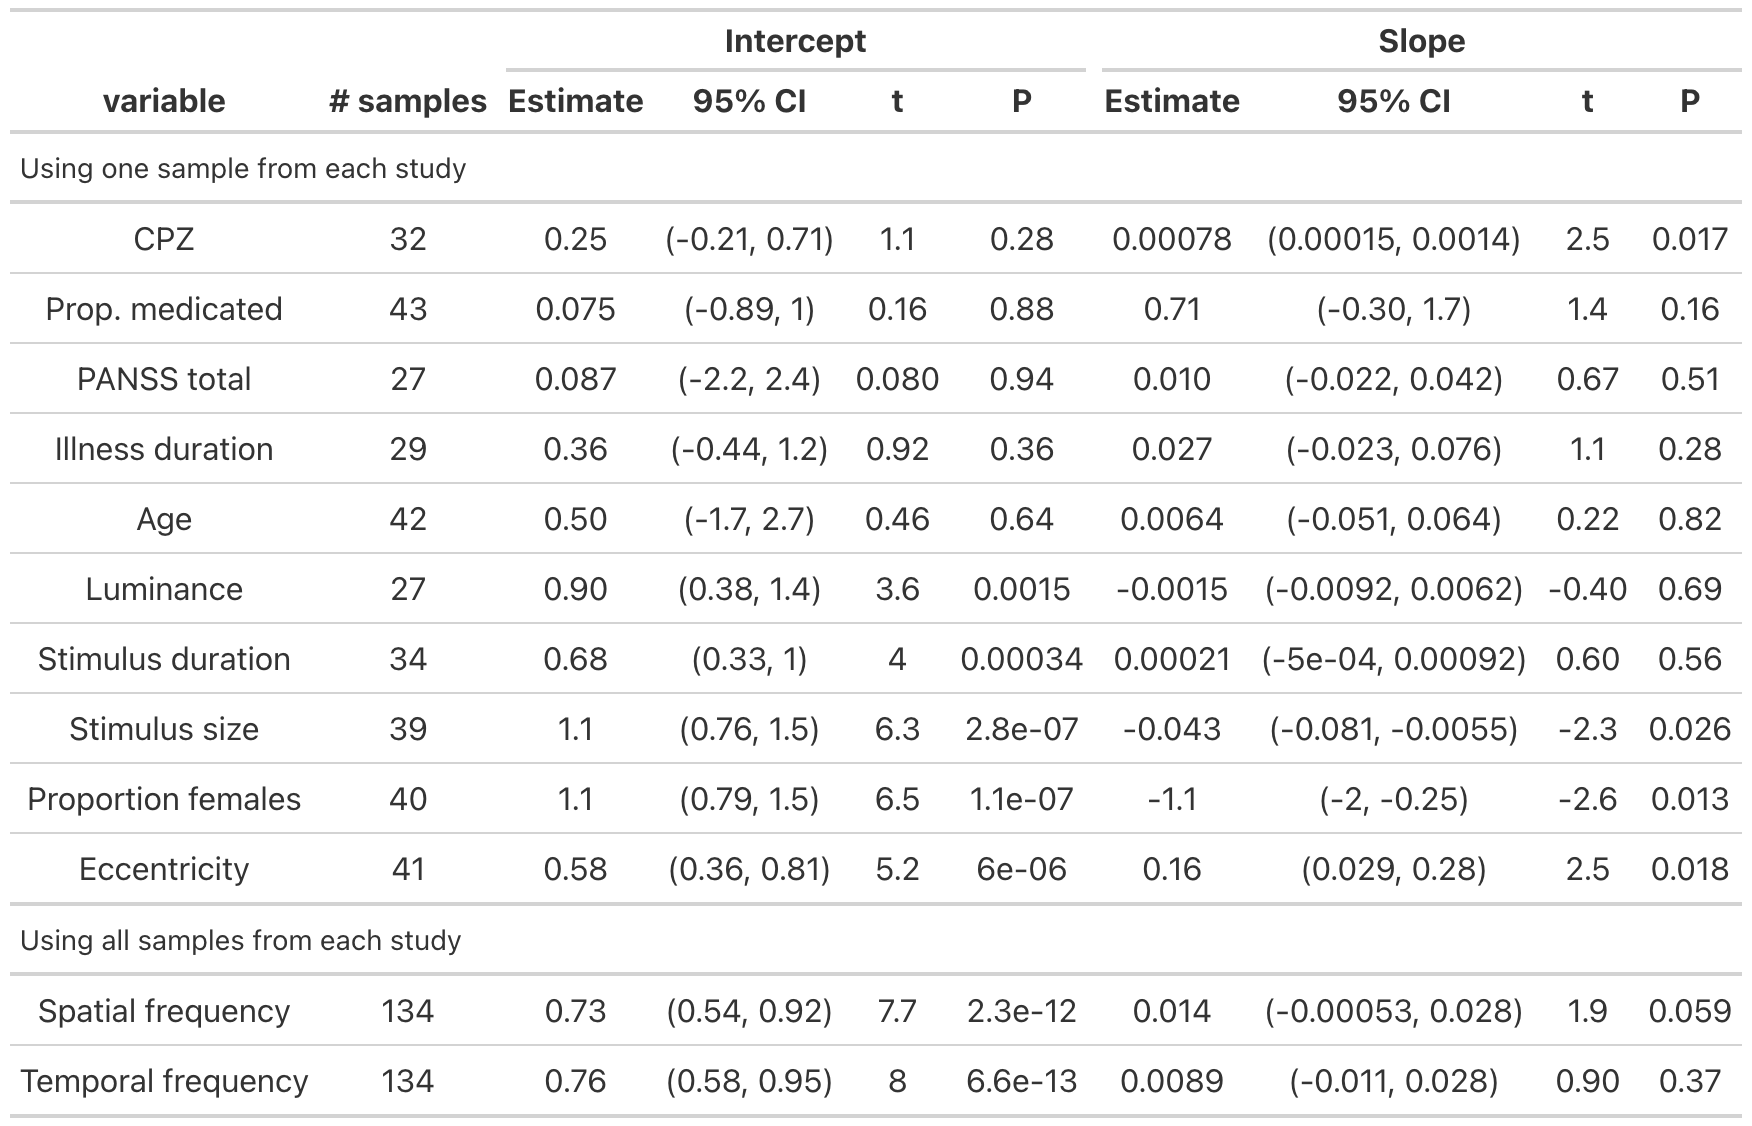 Intercept Slope
variable # samples Estimate 95% CI t P Estimate 95% CI t P
Using one sample from each study
CPZ 32 0.25 (-0.21, 0.71) 1.1 0.28 0.00078 (0.00015, 0.0014) 2.5 0.017
Prop. medicated 43 0.075 (-0.89, 1) 0.16 0.88 0.71 (-0.30, 1.7) 1.4 0.16
PANSS total 27 0.087 (-2.2, 2.4) 0.080 0.94 0.010 (-0.022, 0.042) 0.67 0.51
Illness duration 29 0.36 (-0.44, 1.2) 0.92 0.36 0.027 (-0.023, 0.076) 1.1 0.28
Age 42 0.50 (-1.7, 2.7) 0.46 0.64 0.0064 (-0.051, 0.064) 0.22 0.82
Luminance 27 0.90 (0.38, 1.4) 3.6 0.0015 -0.0015 (-0.0092, 0.0062) -0.40 0.69
Stimulus duration 34 0.68 (0.33, 1) 4 0.00034 0.00021 (-5e-04, 0.00092) 0.60 0.56
Stimulus size 39 1.1 (0.76, 1.5) 6.3 2.8e-07 -0.043 (-0.081, -0.0055) -2.3 0.026
Proportion females 40 1.1 (0.79, 1.5) 6.5 1.1e-07 -1.1 (-2, -0.25) -2.6 0.013
Eccentricity 41 0.58 (0.36, 0.81) 5.2 6e-06 0.16 (0.029, 0.28) 2.5 0.018
Using all samples from each study
Spatial frequency 134 0.73 (0.54, 0.92) 7.7 2.3e-12 0.014 (-0.00053, 0.028) 1.9 0.059
Temporal frequency 134 0.76 (0.58, 0.95) 8 6.6e-13 0.0089 (-0.011, 0.028) 0.90 0.37